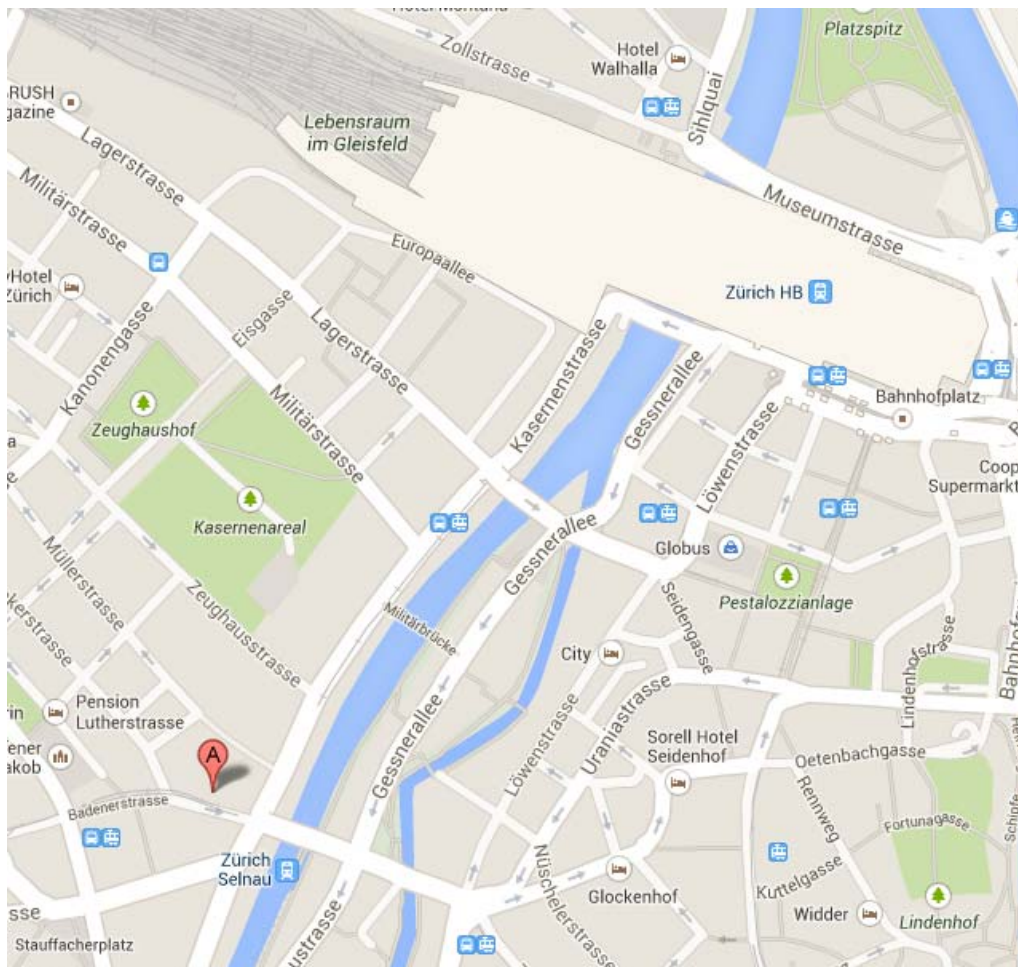 Hotel Montana
Platzspitz
Zollstrasse
Hotel
Walhalla
Sihlquai
Lebensraum
im Gleisfeld
Lagerstrasse
Militärstrasse
Museumstrasse
Europaallee
Zürich HB
Zürich
Eisgasse
Lagerstrasse
Kanonengasse
Kasernenstrasse
Gessnerallee
Bahnhofplatz
Zeughaushof
Militärstrasse
Löwenstrasse
Coop
Supermarkt
Kasernenareal
Globus
Gessnerallee
Müllerstrasse
Zeughausstrasse
Pestalozzianlage
Seidengasse
Militärbrücke
City
Lindenhofstrasse
Pension
Lutherstrasse
Uraniastrasse
Löwenstrasse
Gessnerallee
Sorell Hotel
Seidenhof
Oetenbachgasse
A
Badenerstrasse
Rennweg
Fortunagasse
Zürich
Selnau
Nüschelerstrasse
Glockenhof
Kuttelgasse
Widder
Lindenhof
Stauffacherplatz